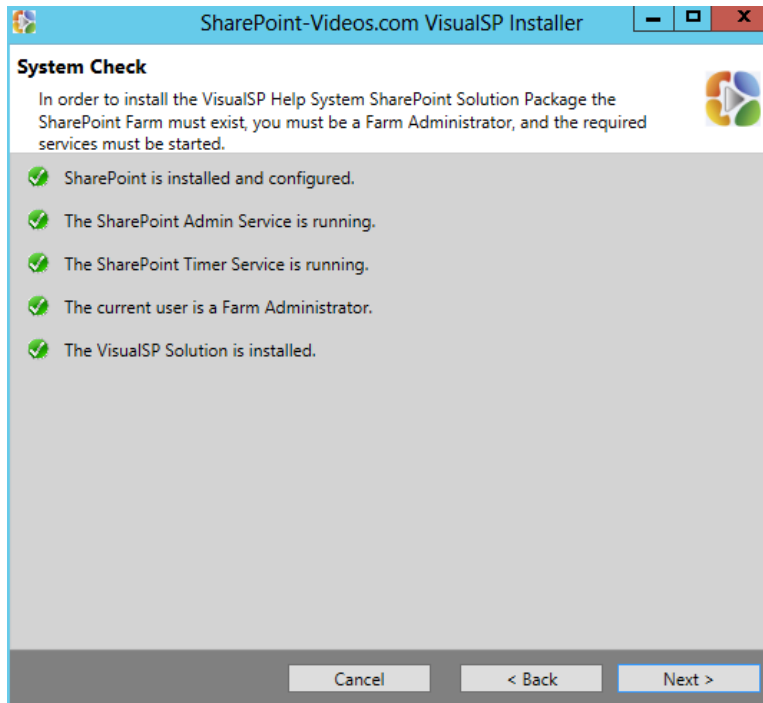 SharePoint-Videos.com VisualSP Installer
System Check
In order to install the VisualSP Help System SharePoint Solution Package the
SharePoint Farm must exist, you must be a Farm Administrator, and the required
services must be started.
SharePoint is installed and configured.
The SharePoint Admin Service is running.
The SharePoint Timer Service is running.
The current user is a Farm Administrator.
The VisualSP Solution is installed.
Cancel
< Back
Next >